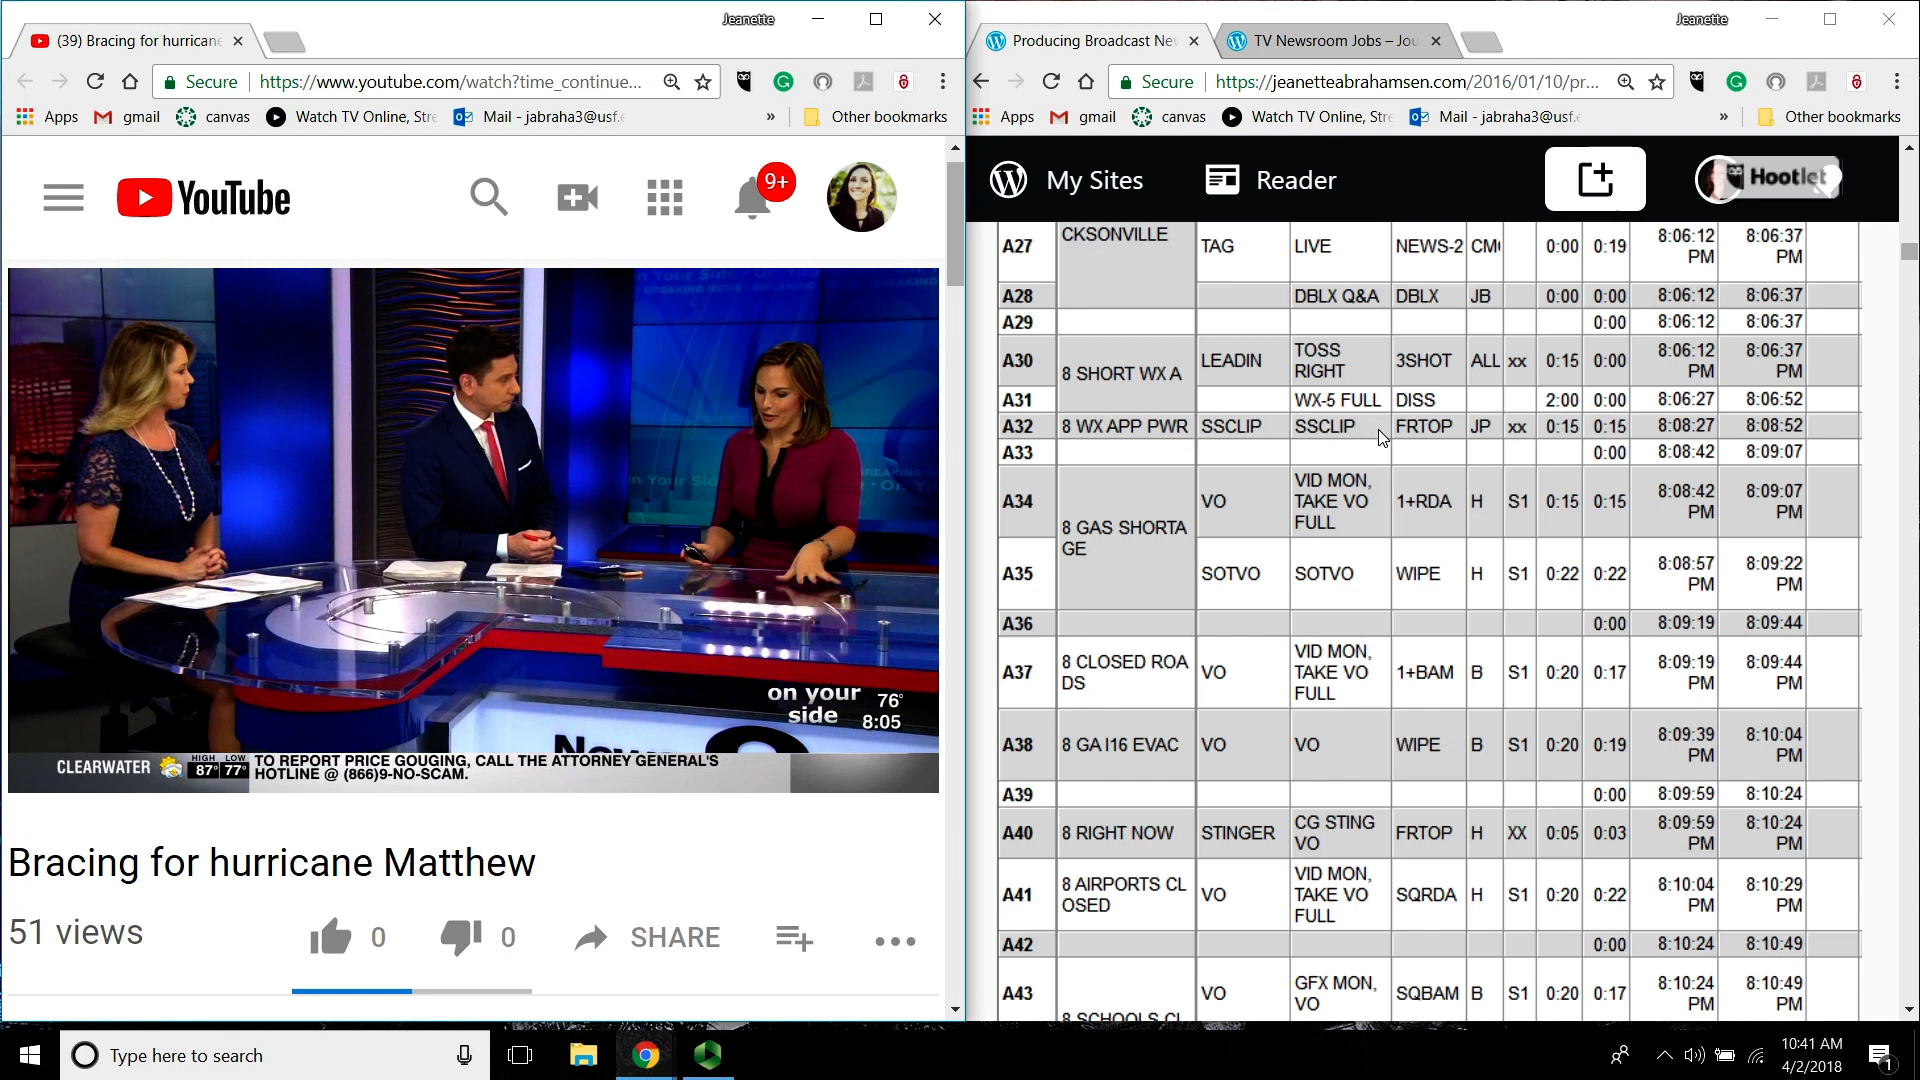 Jeanette
(39) Bracing for hurricane
Secure https://www.youtube.com/watch?time_continue...
Apps gmail canvas Watch TV Online, Stre Mail - jabraha3@usf.e » Other bookmarks
YouTube 9+
on your
side 76°
8:05
CLEARWATER HIGH LOW 87° 77° TO REPORT PRICE GOUGING, CALL THE ATTORNEY GENERAL'S
HOTLINE @ (866)9-NO-SCAM.
Bracing for hurricane Matthew
51 views 0 0 SHARE
Jeanette
Producing Broadcast Nev TV Newsroom Jobs – Jou
Secure https://jeanetteabrahamsen.com/2016/01/10/pr...
Apps gmail canvas Watch TV Online, Stre Mail - jabraha3@usf.e » Other bookmarks
My Sites Reader Hootlet
A27 CKSONVILLE TAG LIVE NEWS-2 0:00 0:19 8:06:12 PM 8:06:37 PM
A28 DBLX Q&A DBLX JB 0:00 0:00 8:06:12 8:06:37
A29 0:00 8:06:12 8:06:37
A30 8 SHORT WX A LEADIN TOSS RIGHT 3SHOT ALL xx 0:15 0:00 8:06:12 PM 8:06:37 PM
A31 WX-5 FULL DISS 2:00 0:00 8:06:27 8:06:52
A32 8 WX APP PWR SSCLIP SSCLIP FRTOP JP xx 0:15 0:15 8:08:27 8:08:52
A33 0:00 8:08:42 8:09:07
A34 8 GAS SHORTA GE VO VID MON, TAKE VO FULL 1+RDA H S1 0:15 0:15 8:08:42 PM 8:09:07 PM
A35 SOTVO SOTVO WIPE H S1 0:22 0:22 8:08:57 PM 8:09:22 PM
A36 0:00 8:09:19 8:09:44
A37 8 CLOSED ROA DS VO VID MON, TAKE VO FULL 1+BAM B S1 0:20 0:17 8:09:19 PM 8:09:44 PM
A38 8 GA I16 EVAC VO VO WIPE B S1 0:20 0:19 8:09:39 PM 8:10:04 PM
A39 0:00 8:09:59 8:10:24
A40 8 RIGHT NOW STINGER CG STING VO FRTOP H XX 0:05 0:03 8:09:59 PM 8:10:24 PM
A41 8 AIRPORTS CL OSED VO VID MON, TAKE VO FULL SQRDA H S1 0:20 0:22 8:10:04 PM 8:10:29 PM
A42 0:00 8:10:24 8:10:49
A43 8 SCHOOLS CL VO GFX MON, VO SQBAM B S1 0:20 0:17 8:10:24 PM 8:10:49 PM
Type here to search
10:41 AM
4/2/2018
1